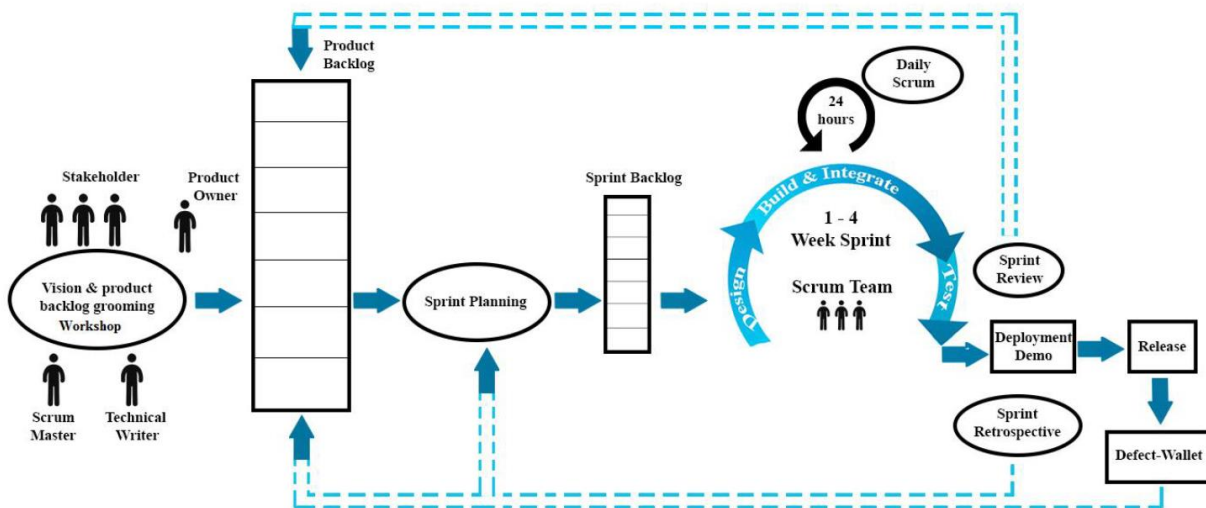 Product
Backlog
Daily
Scrum
24
hours
Stakeholder
Product
Owner
Sprint Backlog
Build & Integrate
Design
Test
1 - 4
Week Sprint
Scrum Team
Vision & product
backlog grooming
Workshop
Sprint Planning
Sprint
Review
Deployment
Demo
Release
Scrum
Master
Technical
Writer
Sprint
Retrospective
Defect-Wallet